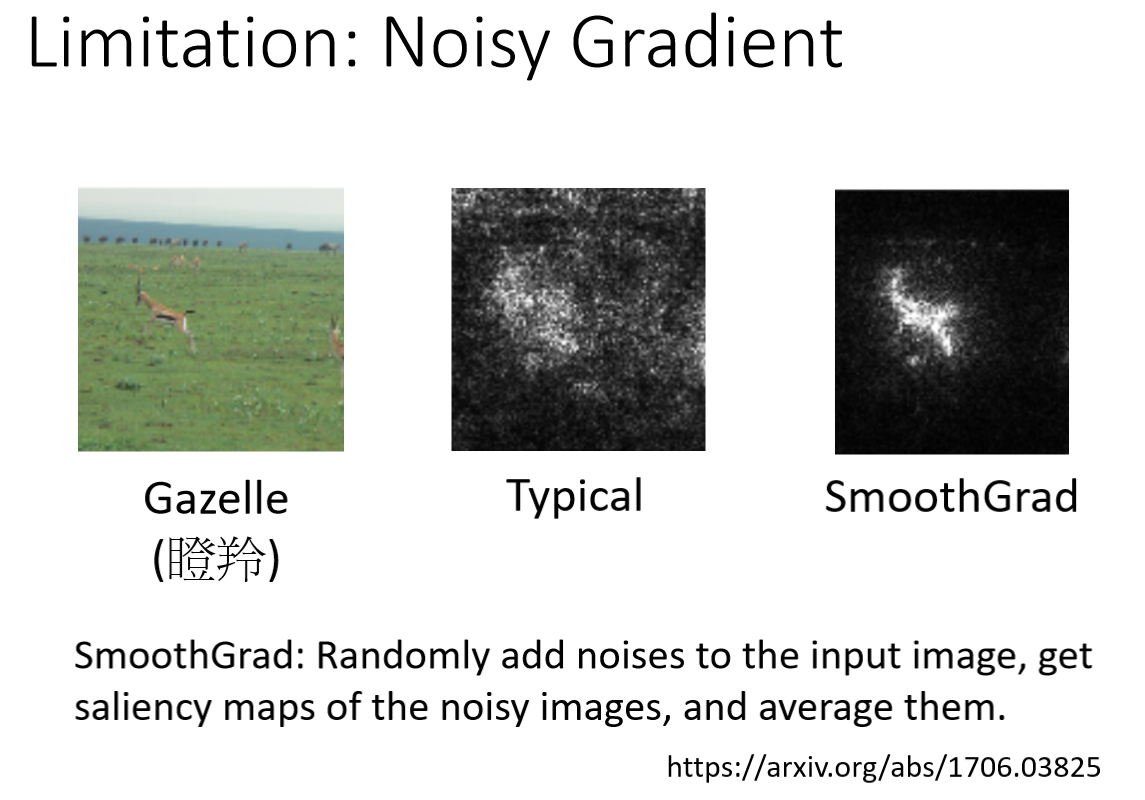 Limitation: Noisy Gradient
Gazelle
(瞪羚)
Typical
SmoothGrad
SmoothGrad: Randomly add noises to the input image, get
saliency maps of the noisy images, and average them.
https://arxiv.org/abs/1706.03825